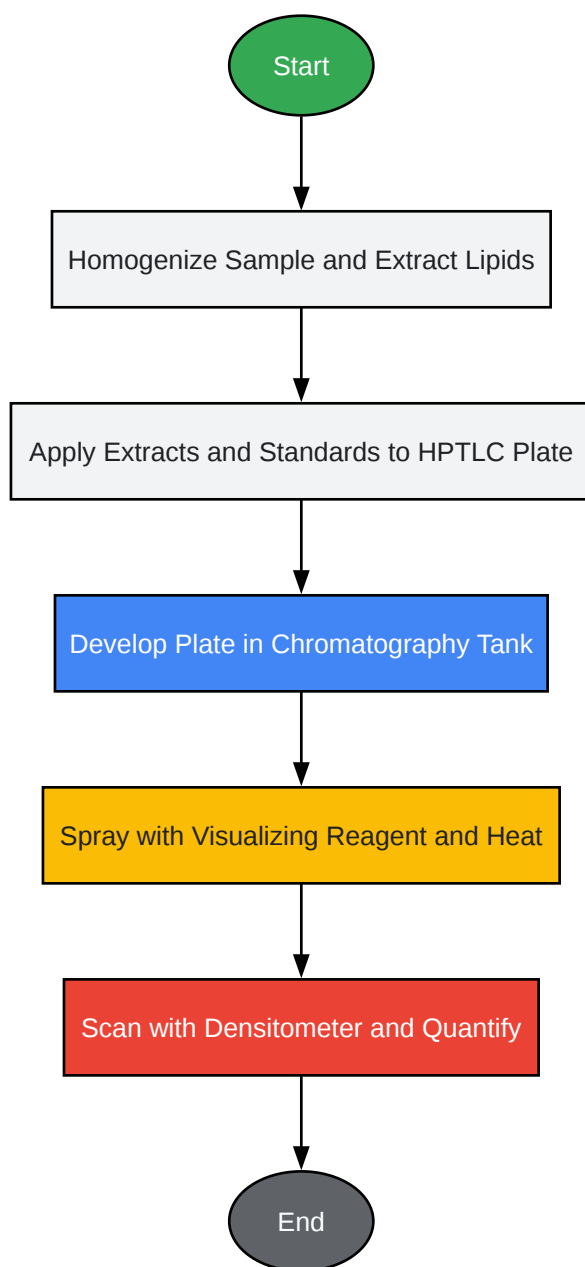 Start
Homogenize Sample and Extract Lipids
Apply Extracts and Standards to HPTLC Plate
Develop Plate in Chromatography Tank
Spray with Visualizing Reagent and Heat
Scan with Densitometer and Quantify
End